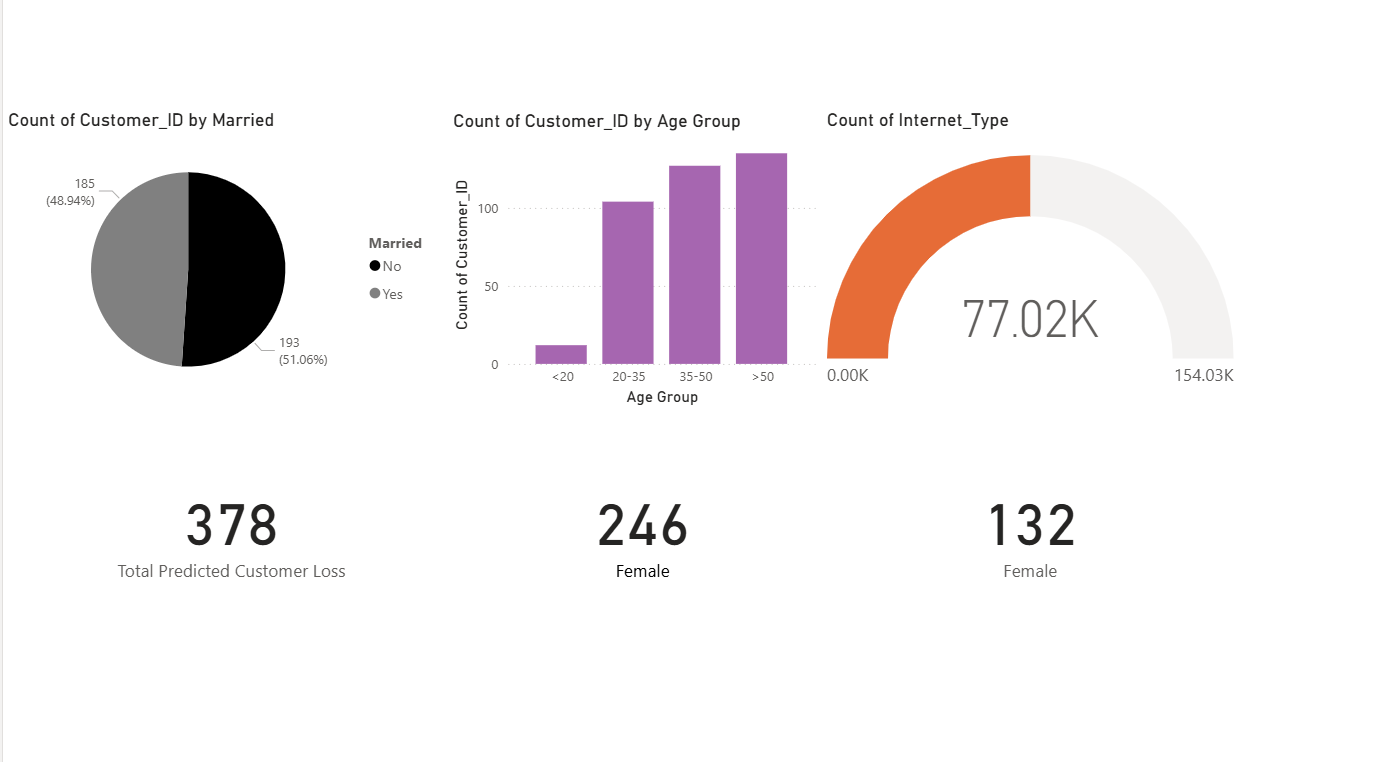 Count of Customer_ID by Married
185
(48.94%)
193
(51.06%)
Married
No
Yes
Count of Customer_ID by Age Group
Count of Customer_ID
100
50
0
<20
20-35
35-50
>50
Age Group
Count of Internet_Type
77.02K
0.00K
154.03K
378
Total Predicted Customer Loss
246
Female
132
Female